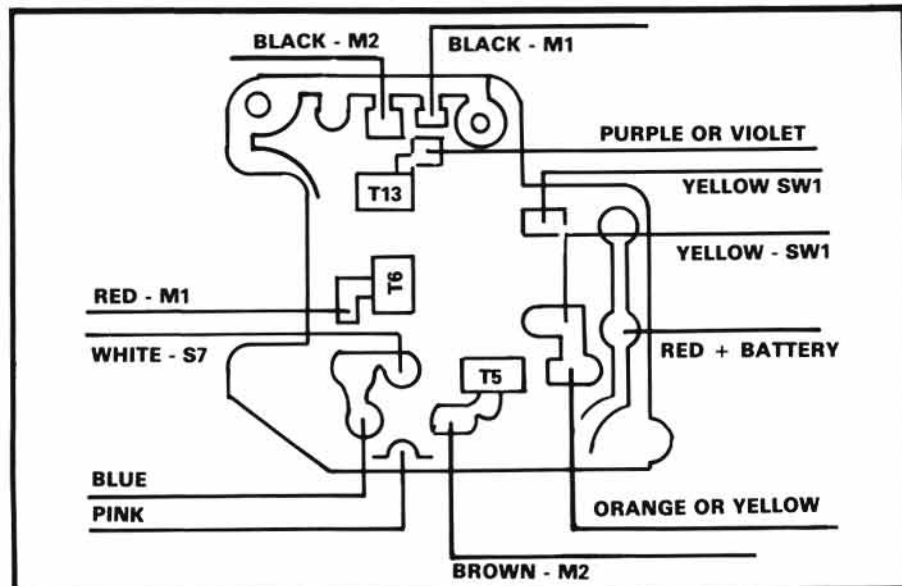 BLACK - M2
BLACK - M1
PURPLE OR VIOLET
T13
YELLOW SW1
YELLOW - SW1
T6
RED - M1
RED + BATTERY
WHITE - S7
T5
BLUE
ORANGE OR YELLOW
PINK
BROWN - M2